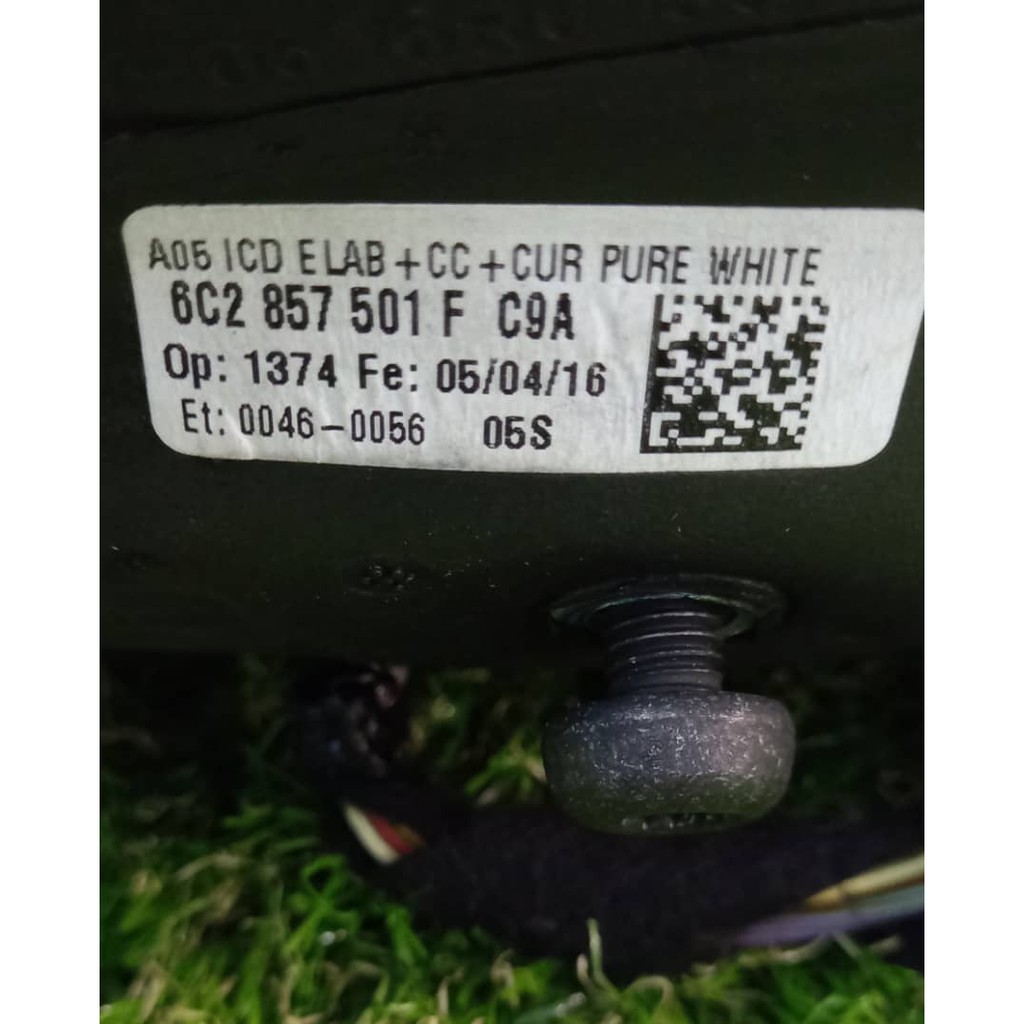 A05 ICD ELAB+CC+CUR PURE WHITE
6C2 857 501 F C9A
Op: 1374 Fe: 05/04/16
Et: 0046-0056 05S